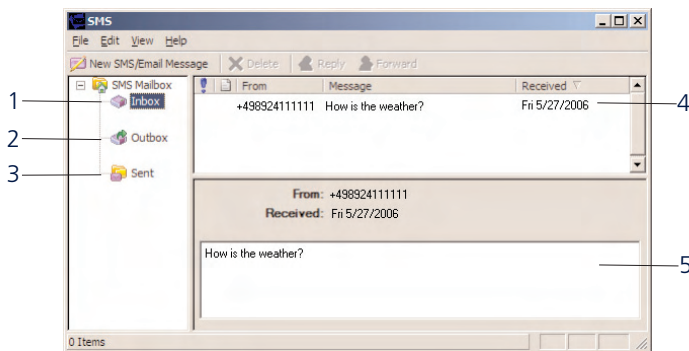 SMS
File Edit View Help
New SMS/Email Message Delete Reply Forward
SMS Mailbox
From Message Received
1
Inbox
+498924111111 How is the weather? Fri 5/27/2006
4
2
Outbox
3
Sent
From: +498924111111
Received: Fri 5/27/2006
How is the weather?
5
0 Items